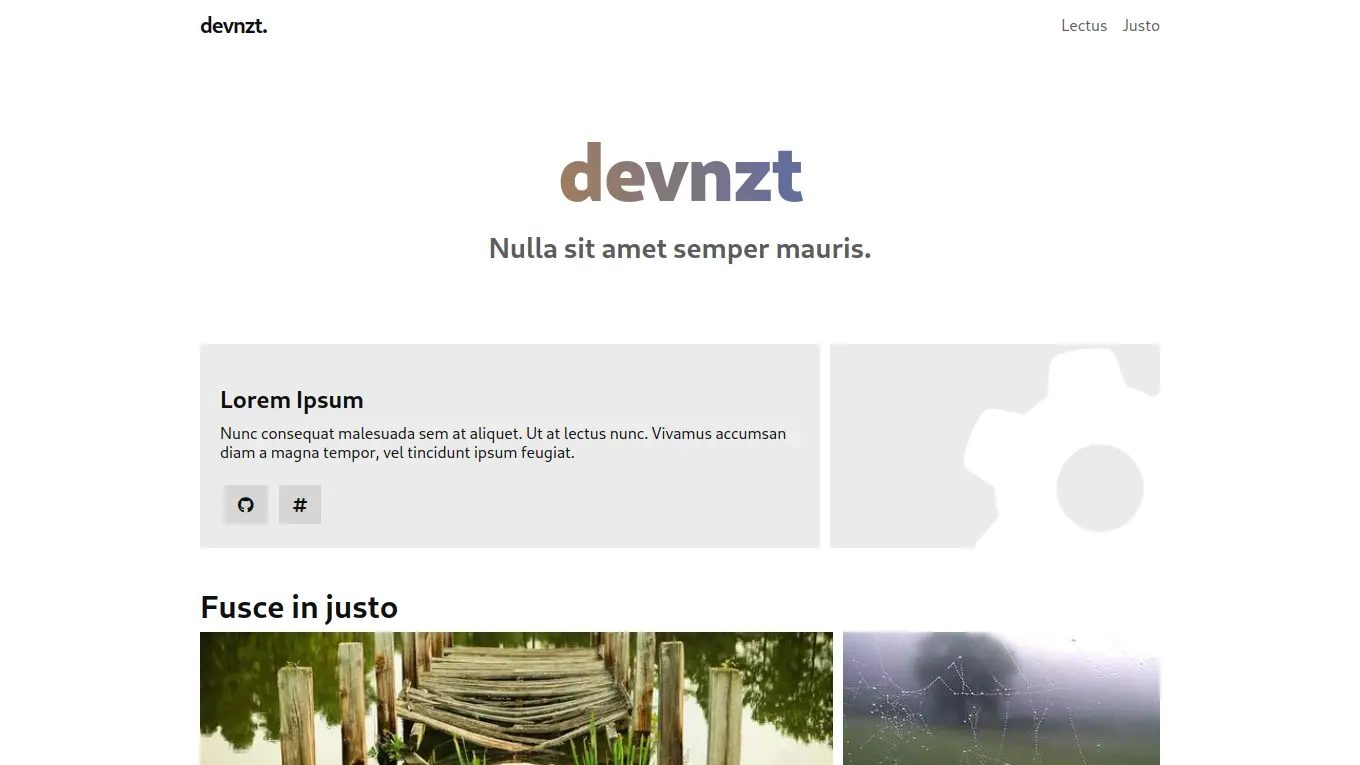 devnzt.
Lectus Justo
devnzt
Nulla sit amet semper mauris.
Lorem Ipsum
Nunc consequat malesuada sem at aliquet. Ut at lectus nunc. Vivamus accumsan
diam a magna tempor, vel tincidunt ipsum feugiat.
#
Fusce in justo